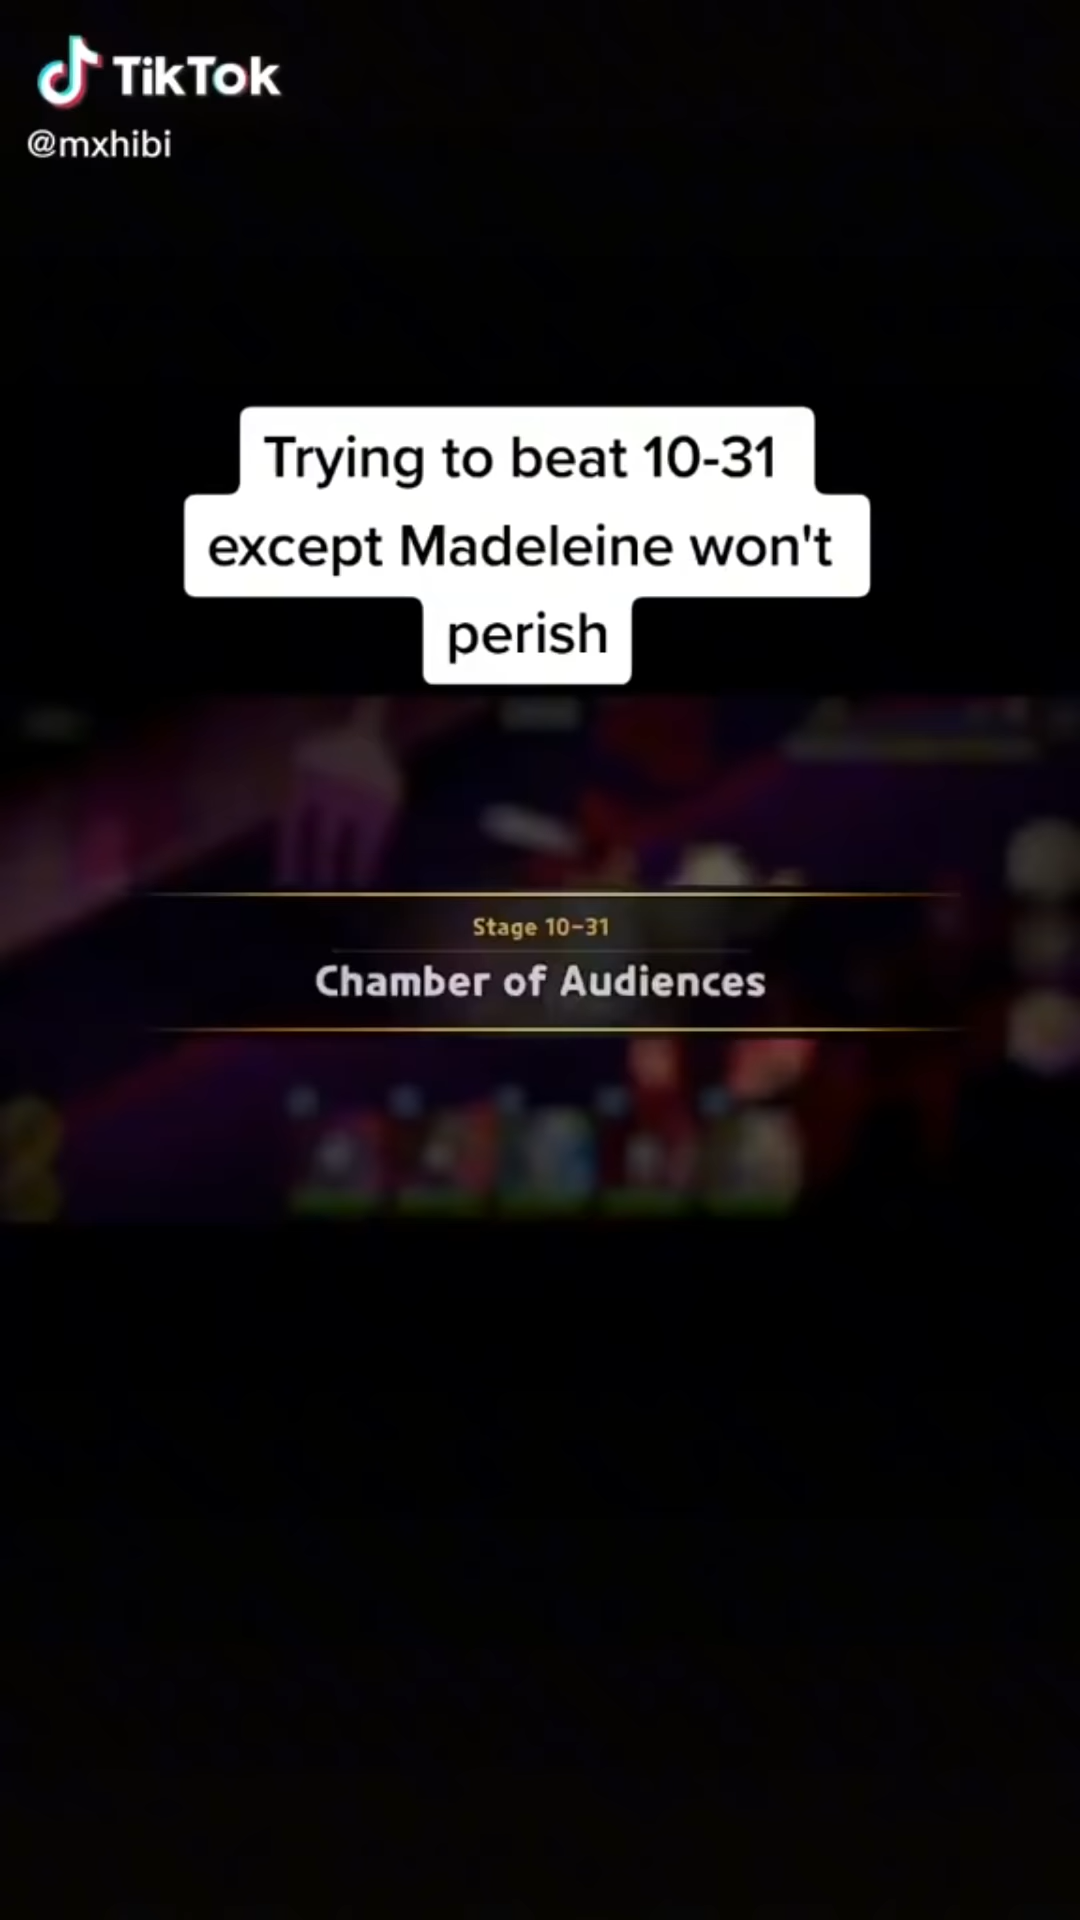 TikTok
@mxhibi
Trying to beat 10-31
except Madeleine won't
perish
Stage 10-31
Chamber of Audiences